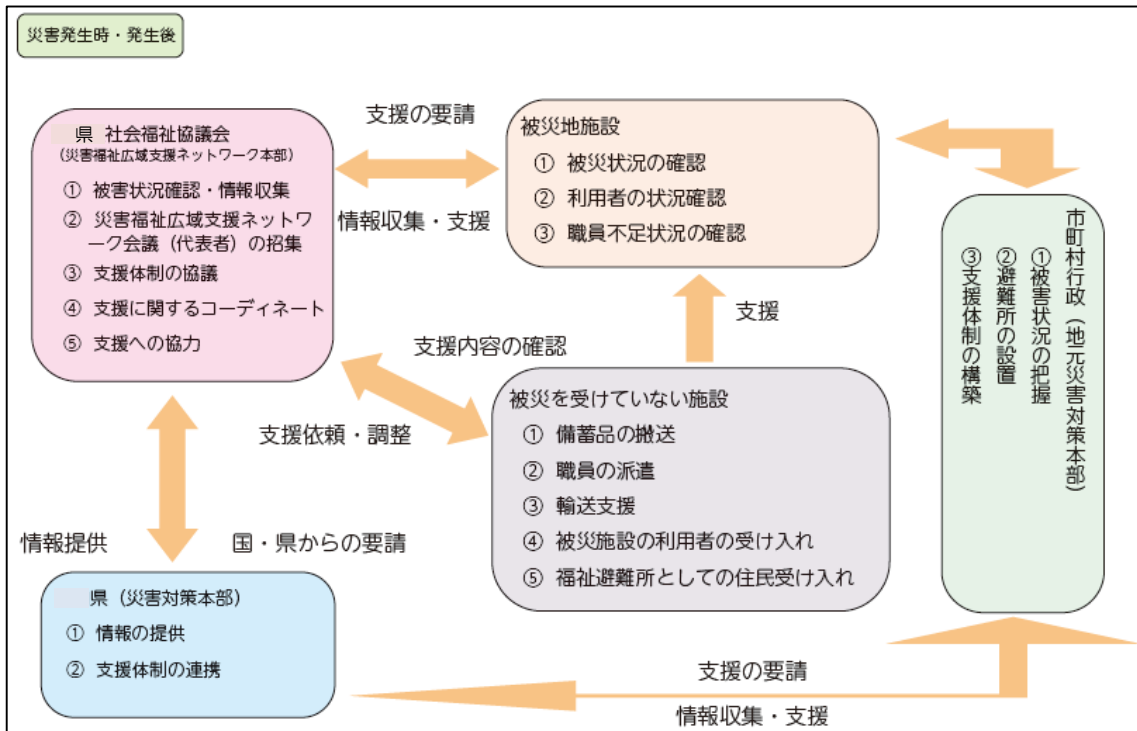 災害発生時・発生後
県 社会福祉協議会
(災害福祉広域支援ネットワーク本部)
① 被害状況確認・情報収集
② 災害福祉広域支援ネットワ
ーク会議（代表者）の招集
③ 支援体制の協議
④ 支援に関するコーディネート
⑤ 支援への協力
支援の要請
情報収集・支援
被災地施設
① 被災状況の確認
② 利用者の状況確認
③ 職員不足状況の確認
支援
支援内容の確認
支援依頼・調整
被災を受けていない施設
① 備蓄品の搬送
② 職員の派遣
③ 輸送支援
④ 被災施設の利用者の受け入れ
⑤ 福祉避難所としての住民受け入れ
市町村行政（地元災害対策本部）
①被害状況の把握
②避難所の設置
③支援体制の構築
情報提供
国・県からの要請
県（災害対策本部）
① 情報の提供
② 支援体制の連携
支援の要請
情報収集・支援